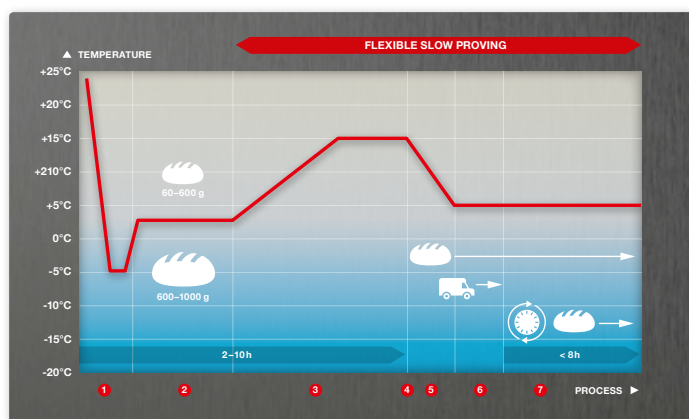 FLEXIBLE SLOW PROVING
▲ TEMPERATURE
+25°C
+20°C
+15°C
+210°C
+5°C
0°C
-5°C
-10°C
-15°C
-20°C
60–600 g
600–1000 g
2–10h
< 8h
1 2 3 4 5 6 7 PROCESS ▶